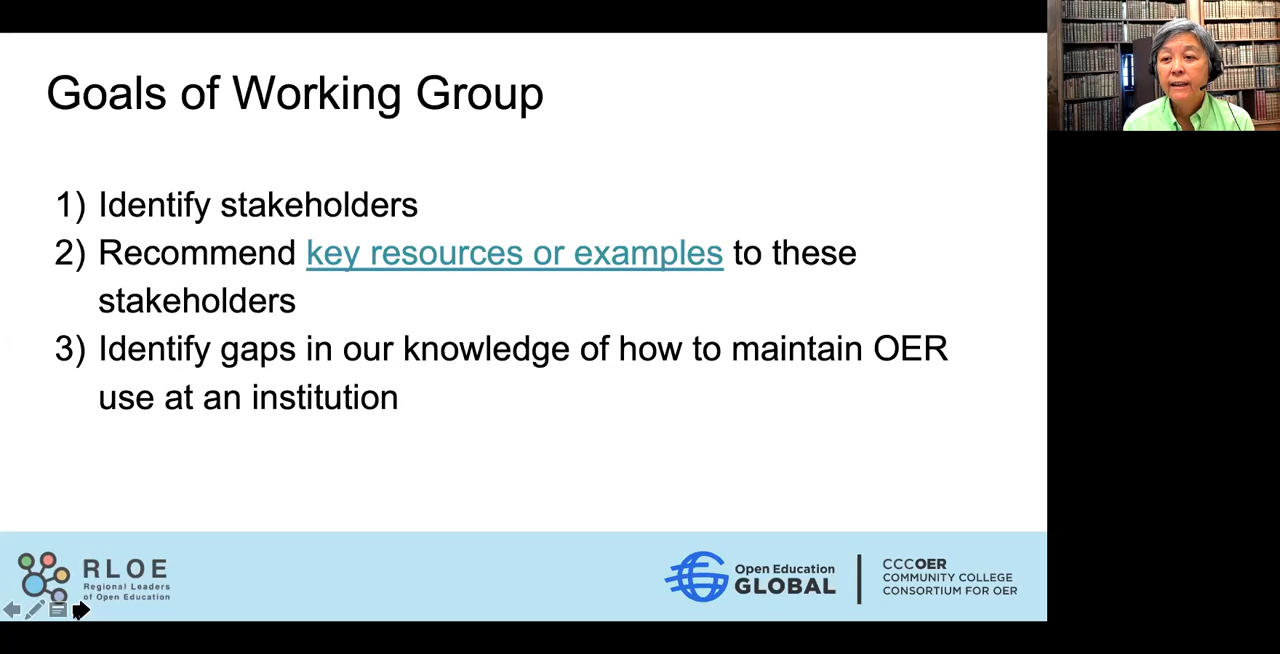 Goals of Working Group
1) Identify stakeholders
2) Recommend key resources or examples to these
stakeholders
3) Identify gaps in our knowledge of how to maintain OER
use at an institution
RLOE
Regional Leaders
of Open Education
Open Education
GLOBAL
CCCOER
COMMUNITY COLLEGE
CONSORTIUM FOR OER